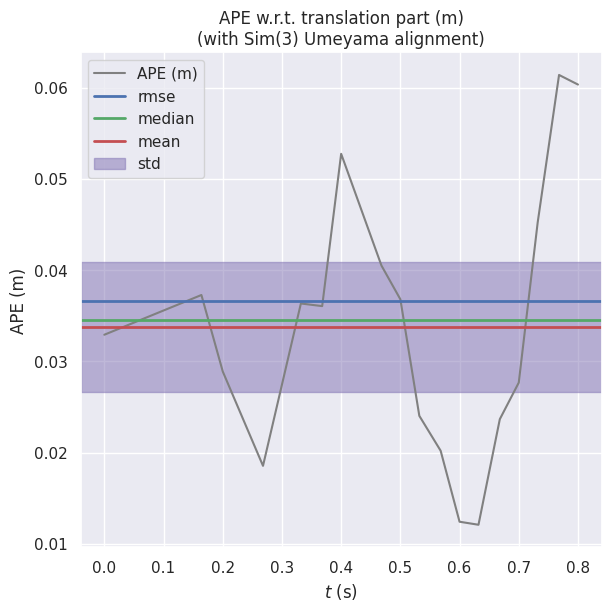 APE w.r.t. translation part (m)
(with Sim(3) Umeyama alignment)
APE (m)
rmse
median
mean
std
APE (m)
0.06
0.05
0.04
0.03
0.02
0.01
0.0 0.1 0.2 0.3 0.4 0.5 0.6 0.7 0.8
t (s)